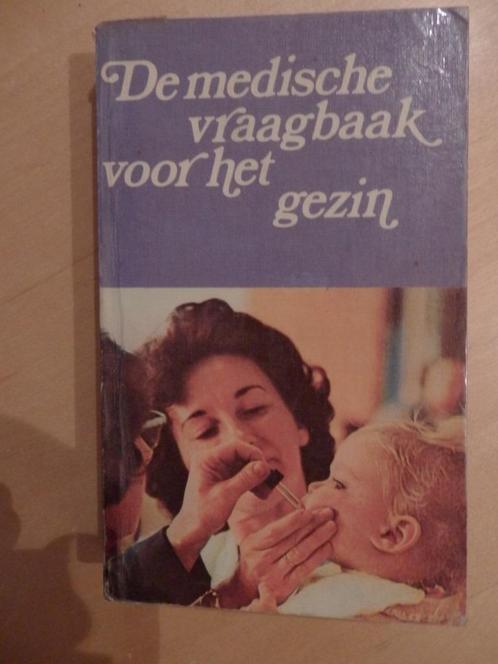 De medische
vraagbaak
voor het
gezin